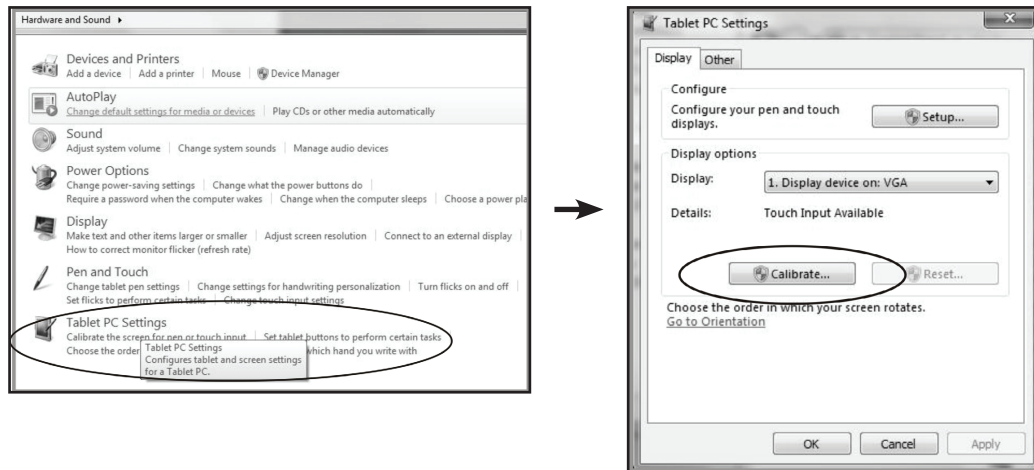 Hardware and Sound
Devices and Printers
Add a device | Add a printer | Mouse | Device Manager
AutoPlay
Change default settings for media or devices | Play CDs or other media automatically
Sound
Adjust system volume | Change system sounds | Manage audio devices
Power Options
Change power-saving settings | Change what the power buttons do |
Require a password when the computer wakes | Change when the computer sleeps | Choose a power pla
Display
Make text and other items larger or smaller | Adjust screen resolution | Connect to an external display |
How to correct monitor flicker (refresh rate)
Pen and Touch
Change tablet pen settings | Change settings for handwriting personalization | Turn flicks on and off |
Set flicks to perform certain tasks | Change touch input settings
Tablet PC Settings
Calibrate the screen for pen or touch input | Set tablet buttons to perform certain tasks
Choose the order which hand you write with
Tablet PC Settings
Configures tablet and screen settings
for a Tablet PC.
Tablet PC Settings
Display Other
Configure
Configure your pen and touch
displays.
Setup...
Display options
Display: 1. Display device on: VGA
Details: Touch Input Available
Calibrate... Reset...
Choose the order in which your screen rotates.
Go to Orientation
OK Cancel Apply